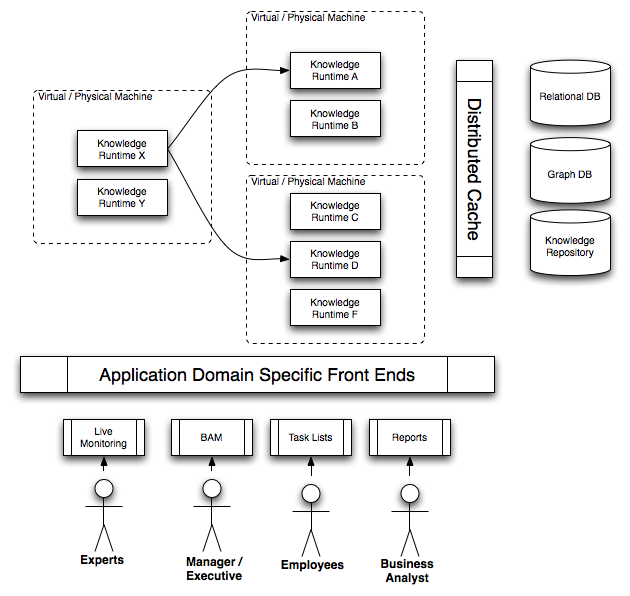 Virtual / Physical Machine
Knowledge
Runtime A
Knowledge
Runtime B
Virtual / Physical Machine
Knowledge
Runtime X
Knowledge
Runtime Y
Virtual / Physical Machine
Knowledge
Runtime C
Knowledge
Runtime D
Knowledge
Runtime F
Distributed Cache
Relational DB
Graph DB
Knowledge
Repository
Application Domain Specific Front Ends
Live
Monitoring
BAM
Task Lists
Reports
Experts
Manager /
Executive
Employees
Business
Analyst